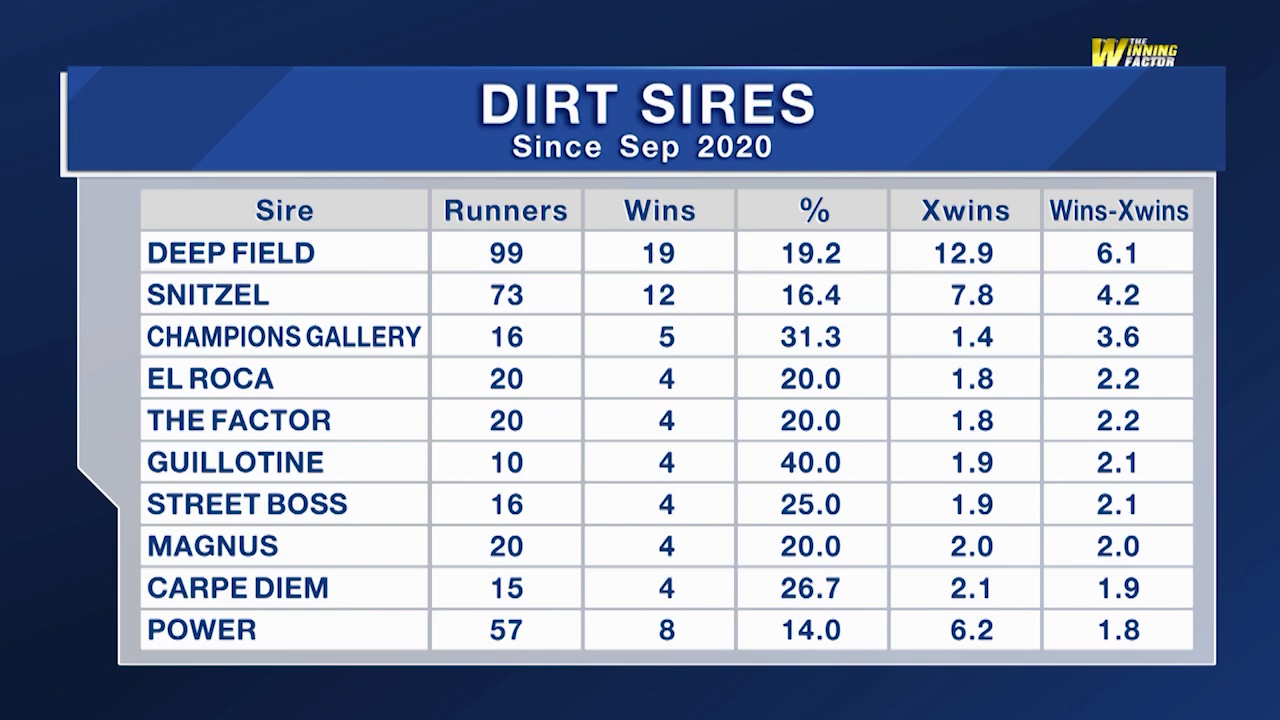 THE WINNING FACTOR
DIRT SIRES
Since Sep 2020
Sire Runners Wins % Xwins Wins-Xwins
DEEP FIELD 99 19 19.2 12.9 6.1
SNITZEL 73 12 16.4 7.8 4.2
CHAMPIONS GALLERY 16 5 31.3 1.4 3.6
EL ROCA 20 4 20.0 1.8 2.2
THE FACTOR 20 4 20.0 1.8 2.2
GUILLOTINE 10 4 40.0 1.9 2.1
STREET BOSS 16 4 25.0 1.9 2.1
MAGNUS 20 4 20.0 2.0 2.0
CARPE DIEM 15 4 26.7 2.1 1.9
POWER 57 8 14.0 6.2 1.8